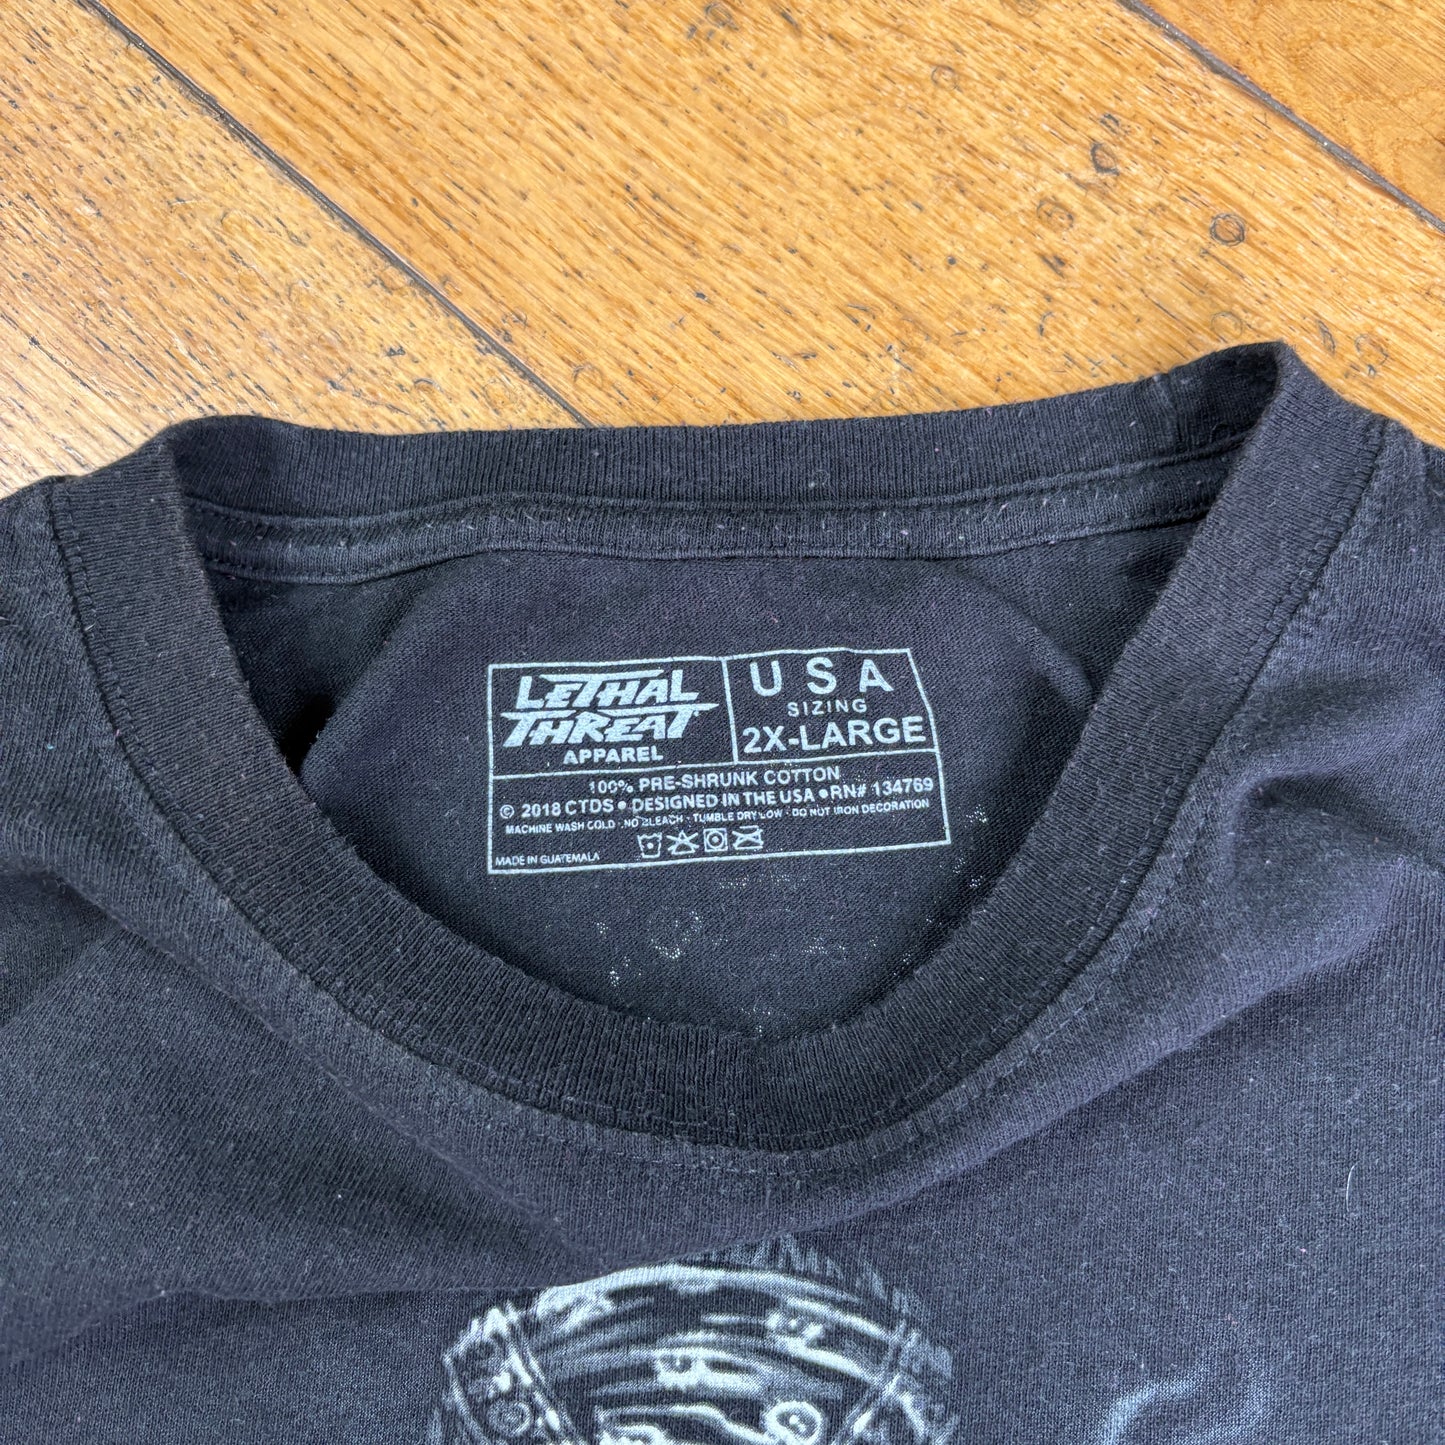 LETHAL
THREAT
APPAREL
USA
SIZING
2X-LARGE
100% PRE-SHRUNK COTTON
© 2018 CTDS • DESIGNED IN THE USA • RN# 134769
MACHINE WASH COLD · NO BLEACH · TUMBLE DRY LOW · DO NOT IRON DECORATION
MADE IN GUATEMALA